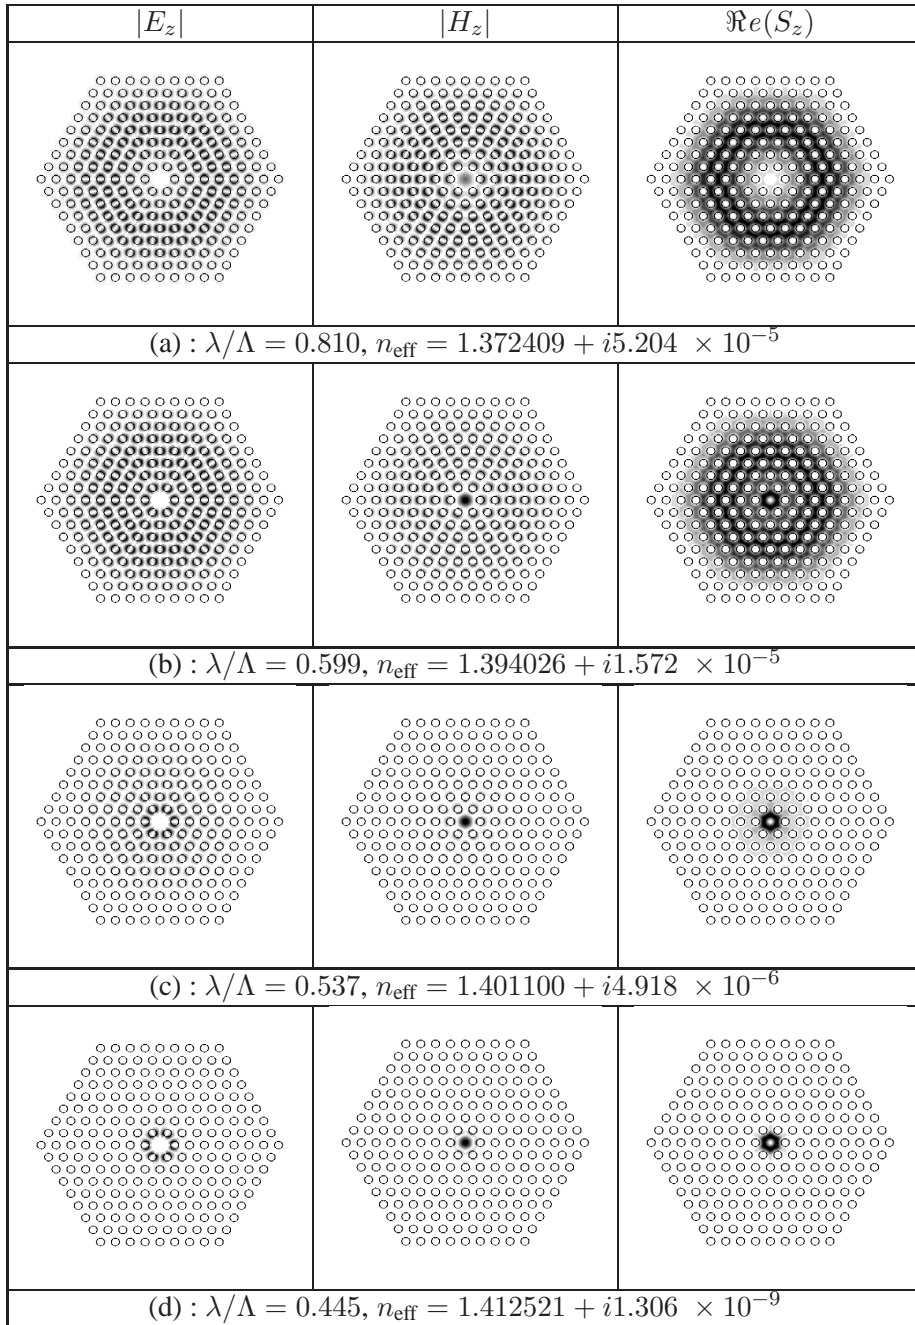 |E_z| |H_z| ℜe(S_z)
(a) : λ/Λ = 0.810, n_eff = 1.372409 + i5.204 × 10^−5
(b) : λ/Λ = 0.599, n_eff = 1.394026 + i1.572 × 10^−5
(c) : λ/Λ = 0.537, n_eff = 1.401100 + i4.918 × 10^−6
(d) : λ/Λ = 0.445, n_eff = 1.412521 + i1.306 × 10^−9